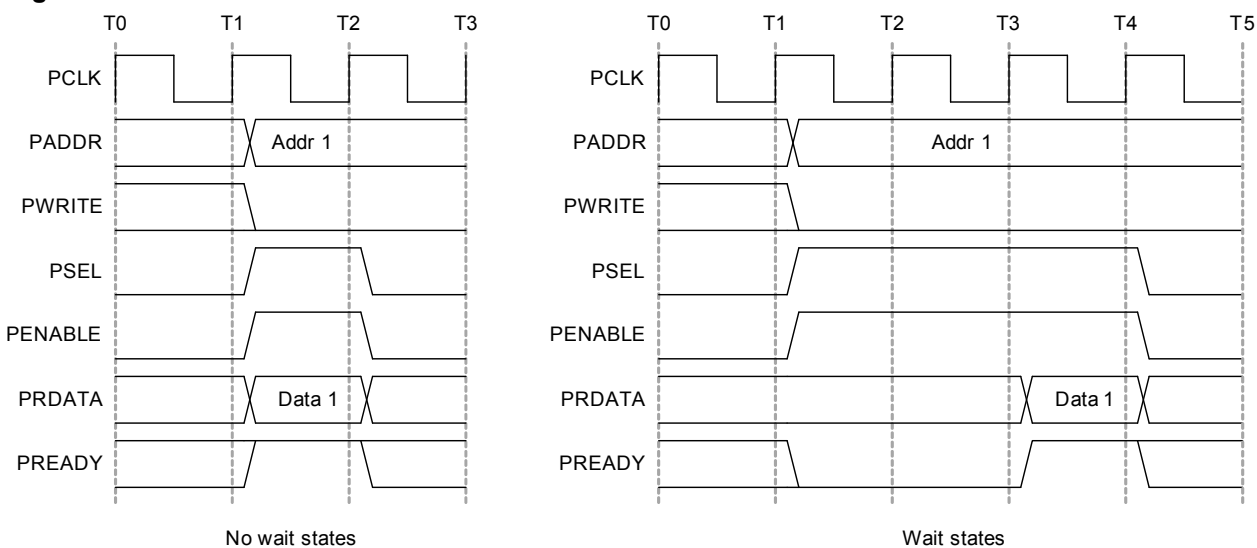 T0 T1 T2 T3
PCLK
PADDR Addr 1
PWRITE
PSEL
PENABLE
PRDATA Data 1
PREADY
No wait states
T0 T1 T2 T3 T4 T5
PCLK
PADDR Addr 1
PWRITE
PSEL
PENABLE
PRDATA Data 1
PREADY
Wait states